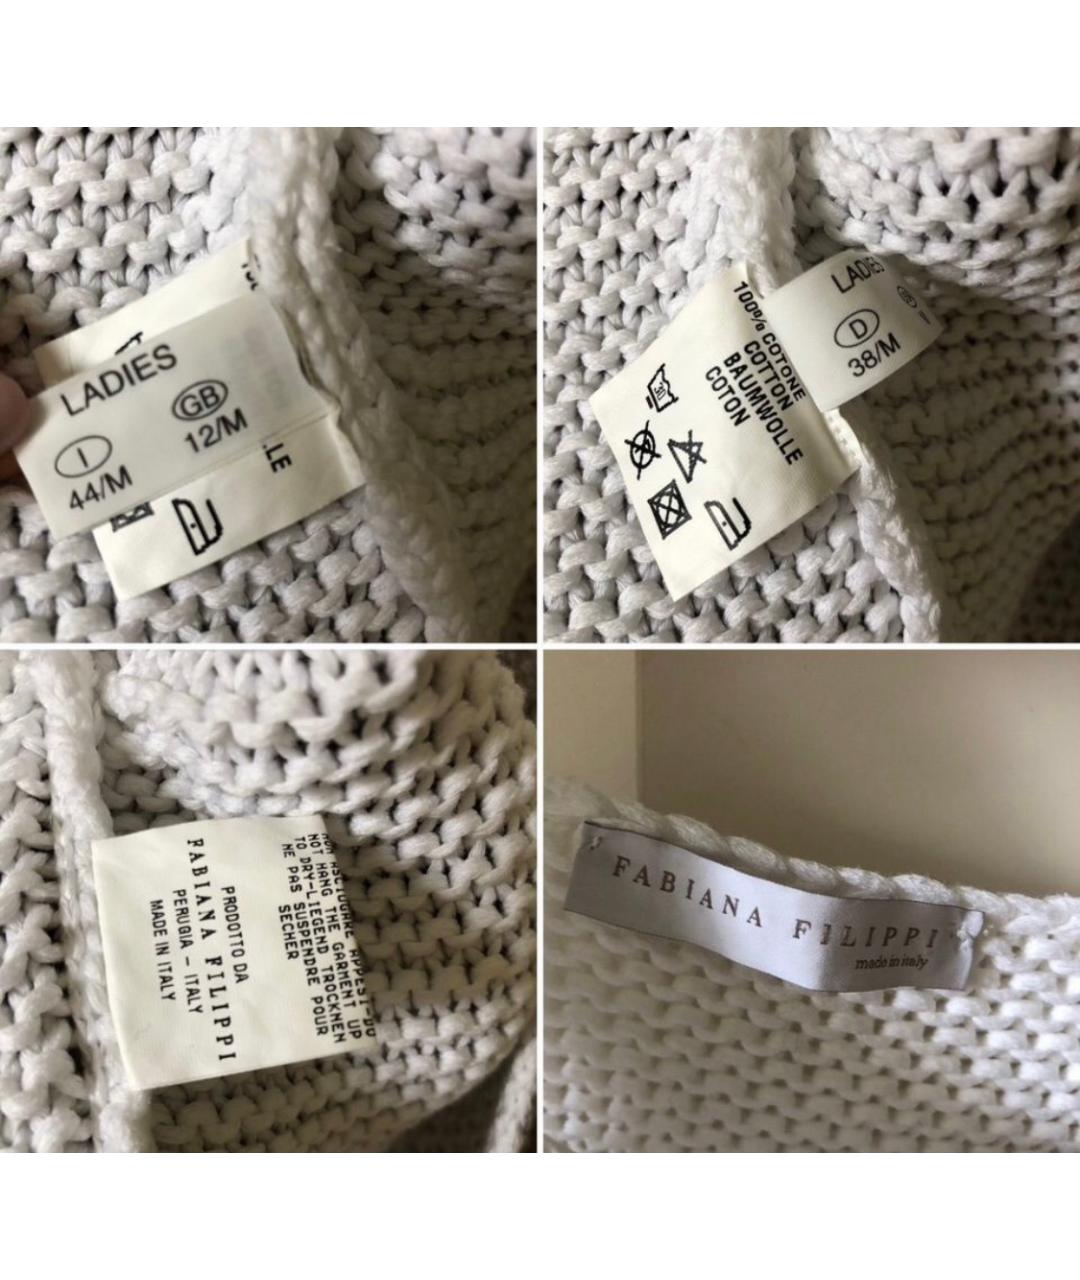 LADIES
GB
12/M
I
44/M
LADIES
D
38/M
100% COTONE
COTTON
BAUMWOLLE
COTON
30
NOT HANG THE GARMENT UP
TO DRY-LIEGEND TROCKNEN
NE PAS SUSPENDRE POUR
SECHER
PRODOTTO DA
FABIANA FILIPPI
PERUGIA - ITALY
MADE IN ITALY
FABIANA FILIPPI
made in italy